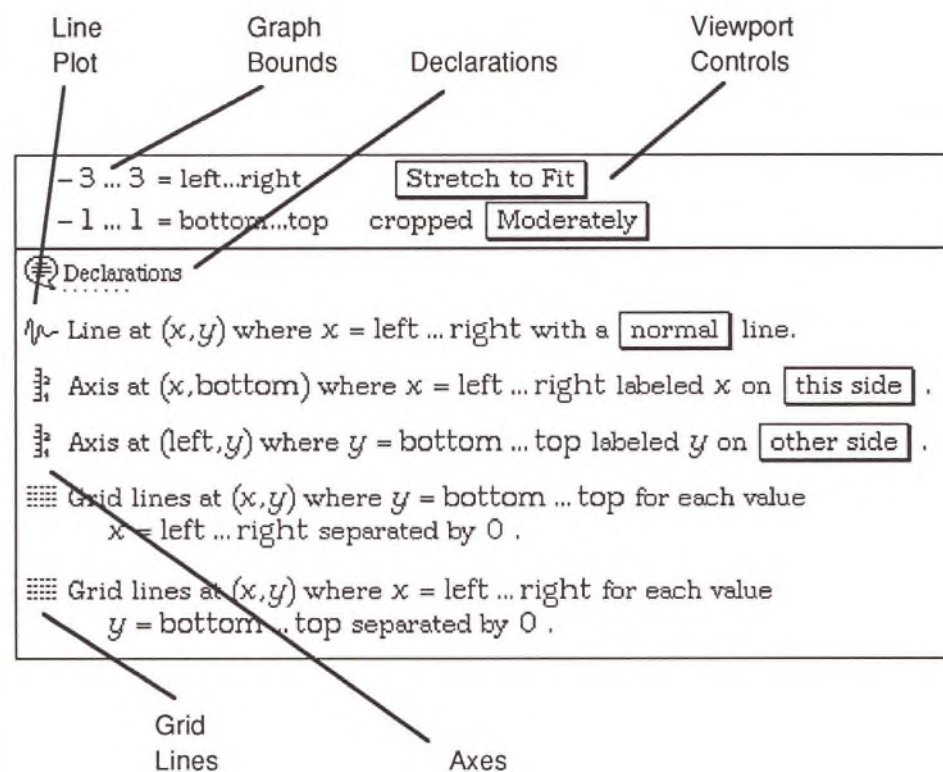 Line Plot
Graph Bounds
Declarations
Viewport Controls
– 3 ... 3 = left...right Stretch to Fit
– 1 ... 1 = bottom...top cropped Moderately
Declarations
Line at (x,y) where x = left ... right with a normal line.
Axis at (x,bottom) where x = left ... right labeled x on this side .
Axis at (left,y) where y = bottom ... top labeled y on other side .
Grid lines at (x,y) where y = bottom ... top for each value
x = left ... right separated by 0 .
Grid lines at (x,y) where x = left ... right for each value
y = bottom ... top separated by 0 .
Grid Lines
Axes